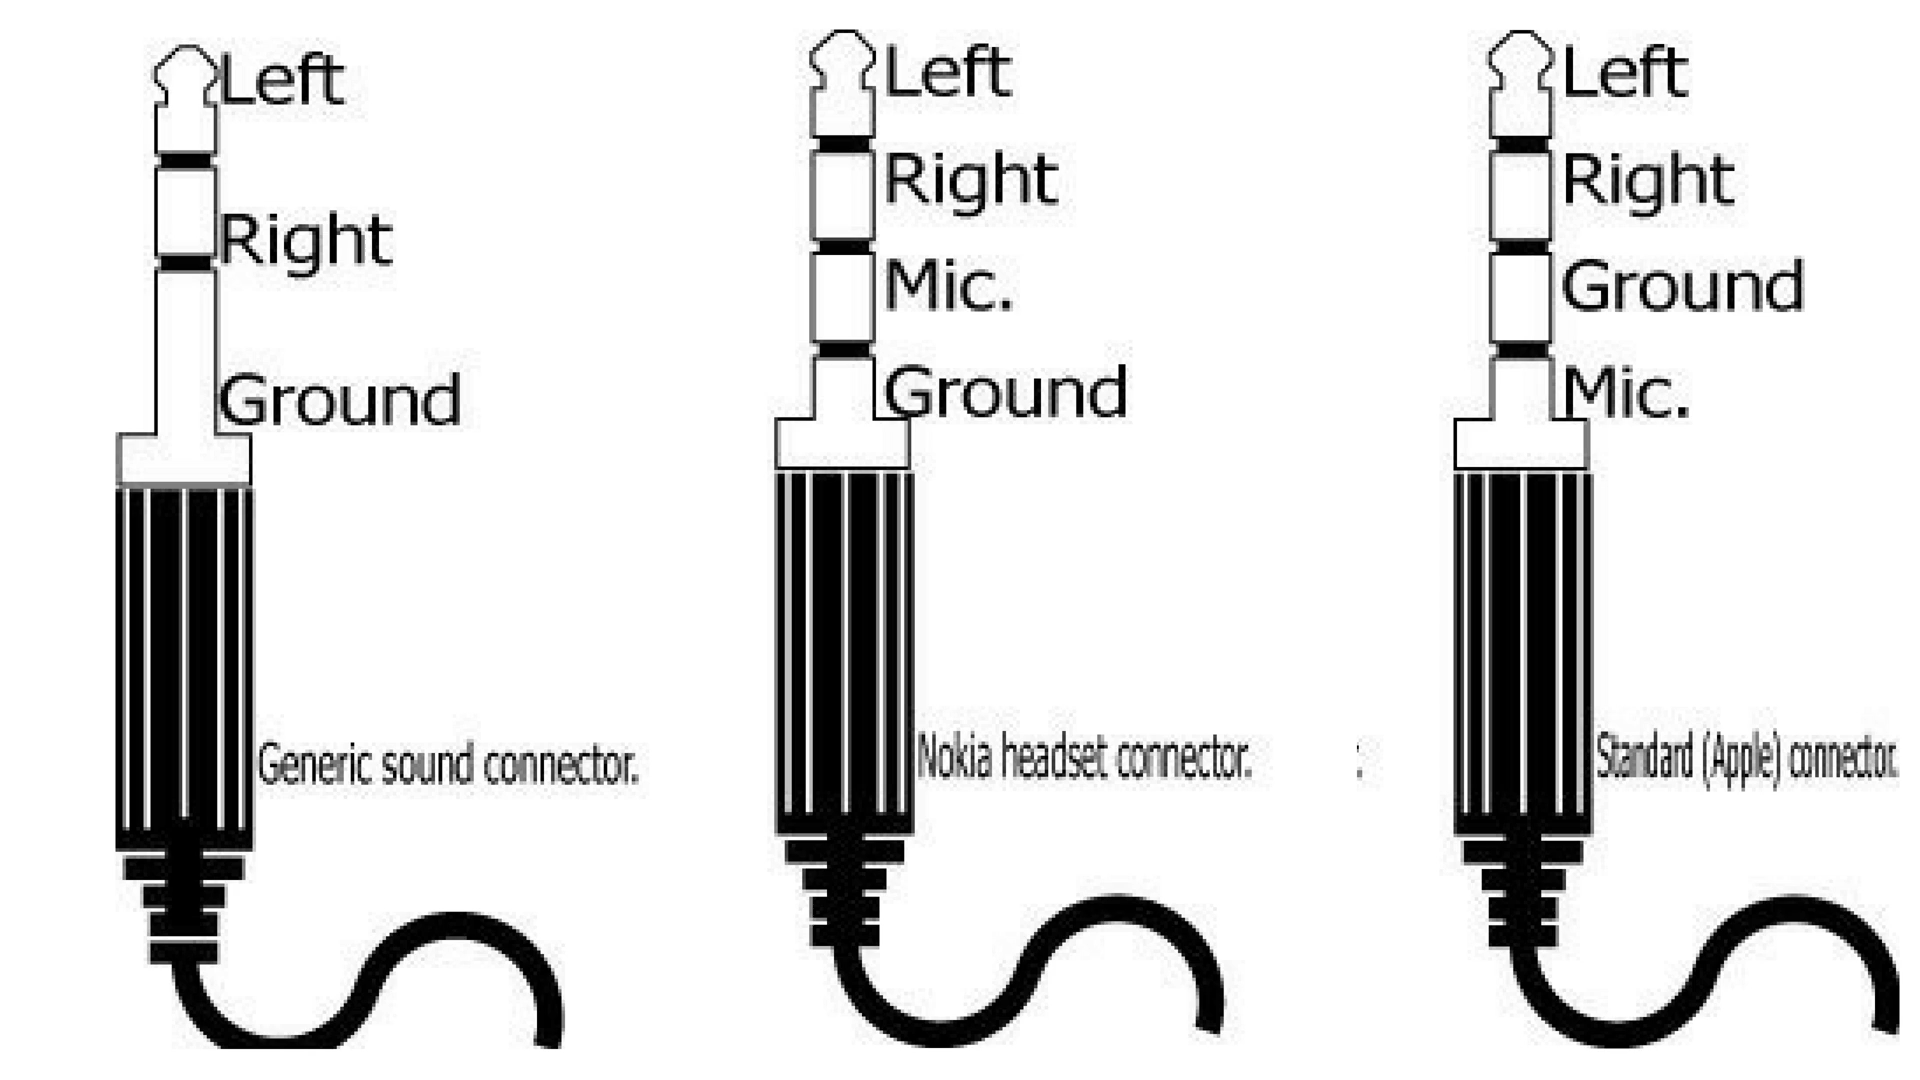 Left
Right
Ground
Generic sound connector.
Left
Right
Mic.
Ground
Nokia headset connector.
Left
Right
Ground
Mic.
Standard (Apple) connector.